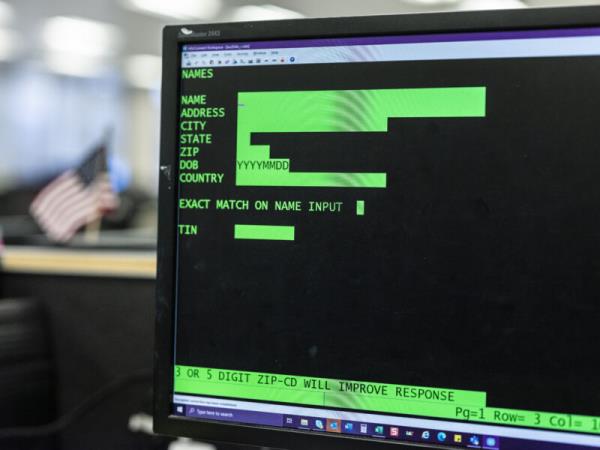 NAMES
NAME
ADDRESS
CITY
STATE
ZIP
DOB YYYYMMDD
COUNTRY
EXACT MATCH ON NAME INPUT
TIN
3 OR 5 DIGIT ZIP-CD WILL IMPROVE RESPONSE
Pg=1 Row= 3 Col=
Type here to search